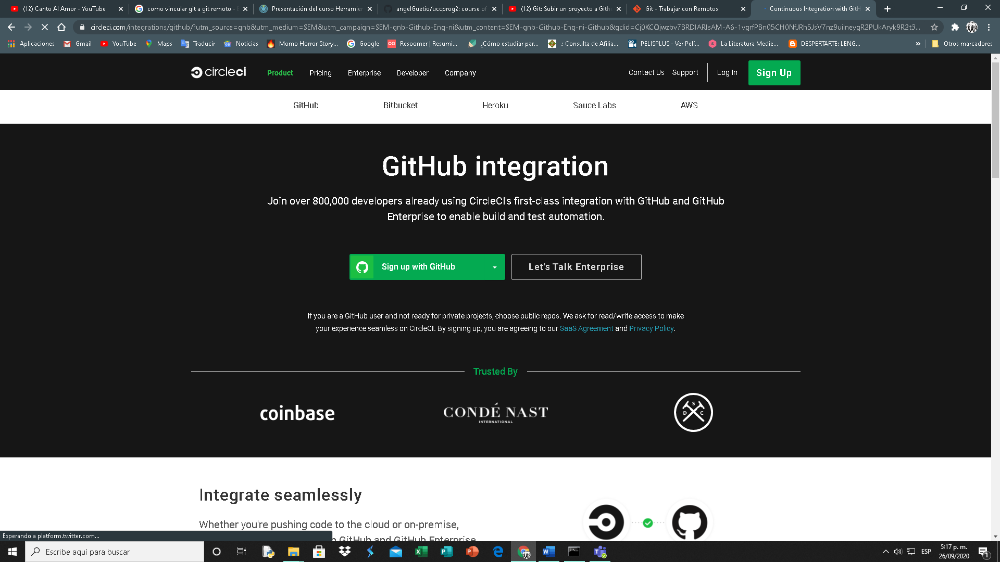 (12) Canto Al Amor - YouTube
como vincular git a git remoto -
Presentación del curso Herramie
angelGuetio/uccprog2: course of
(12) Git: Subir un proyecto a Gith
Git - Trabajar con Remotos
Continuous Integration with GitH
circleci.com/integrations/github/?utm_source=gnb&utm_medium=SEM&utm_campaign=SEM-gnb-Github-Eng-ni&utm_content=SEM-gnb-Github-Eng-ni-Github&gclid=Cj0KCQjwzbv7BRDIARIsAM-A6-1vgrfPBn05CH0NfJRh5JsV7nz9uilneygR2PUkAryk9R2t3...
Aplicaciones
Gmail
YouTube
Maps
Traducir
Noticias
Momo Horror Story...
Google
Resoomer | Resumi...
¿Cómo estudiar par...
.: Consulta de Afilia...
PELISPLUS - Ver Pelí...
La Literatura Medie...
DESPERTARTE: LENG...
»
Otros marcadores
circleci
Product
Pricing
Enterprise
Developer
Company
Contact Us
Support
Log In
Sign Up
GitHub
Bitbucket
Heroku
Sauce Labs
AWS
GitHub integration
Join over 800,000 developers already using CircleCI's first-class integration with GitHub and GitHub
Enterprise to enable build and test automation.
Sign up with GitHub
Let's Talk Enterprise
If you are a GitHub user and not ready for private projects, choose public repos. We ask for read/write access to make
your experience seamless on CircleCI. By signing up, you are agreeing to our SaaS Agreement and Privacy Policy.
Trusted By
coinbase
CONDÉ NAST
INTERNATIONAL
S
D C
Integrate seamlessly
Whether you're pushing code to the cloud or on-premise,
GitHub and GitHub Enterprise
Esperando a platform.twitter.com...
Escribe aquí para buscar
ESP
5:17 p. m.
26/09/2020
1